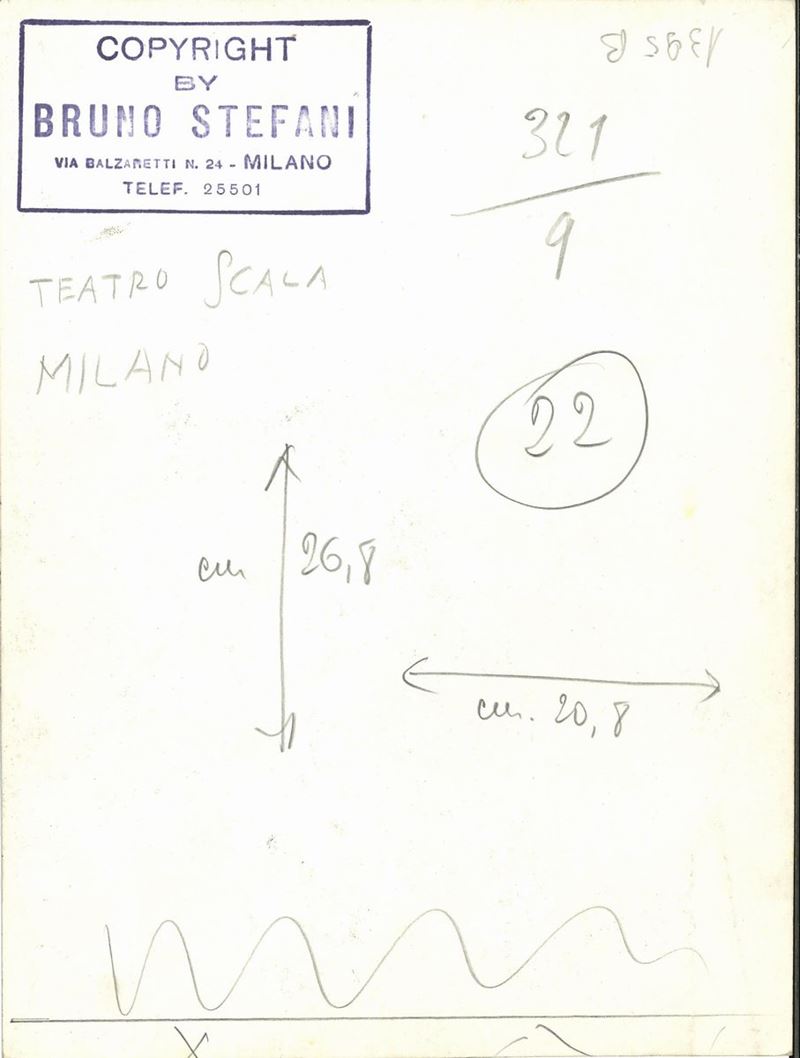 COPYRIGHT
BY
BRUNO STEFANI
VIA BALZARETTI N. 24 - MILANO
TELEF. 25501
1395 B
321
9
TEATRO SCALA
MILANO
22
cm 26,8
cm. 20,8